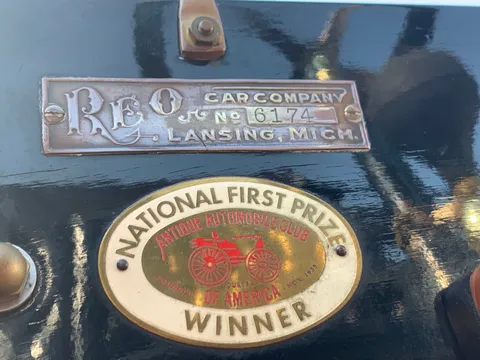 REO CAR COMPANY
No 6174
LANSING, MICH.
NATIONAL FIRST PRIZE
ANTIQUE AUTOMOBILE CLUB
OF AMERICA
WINNER